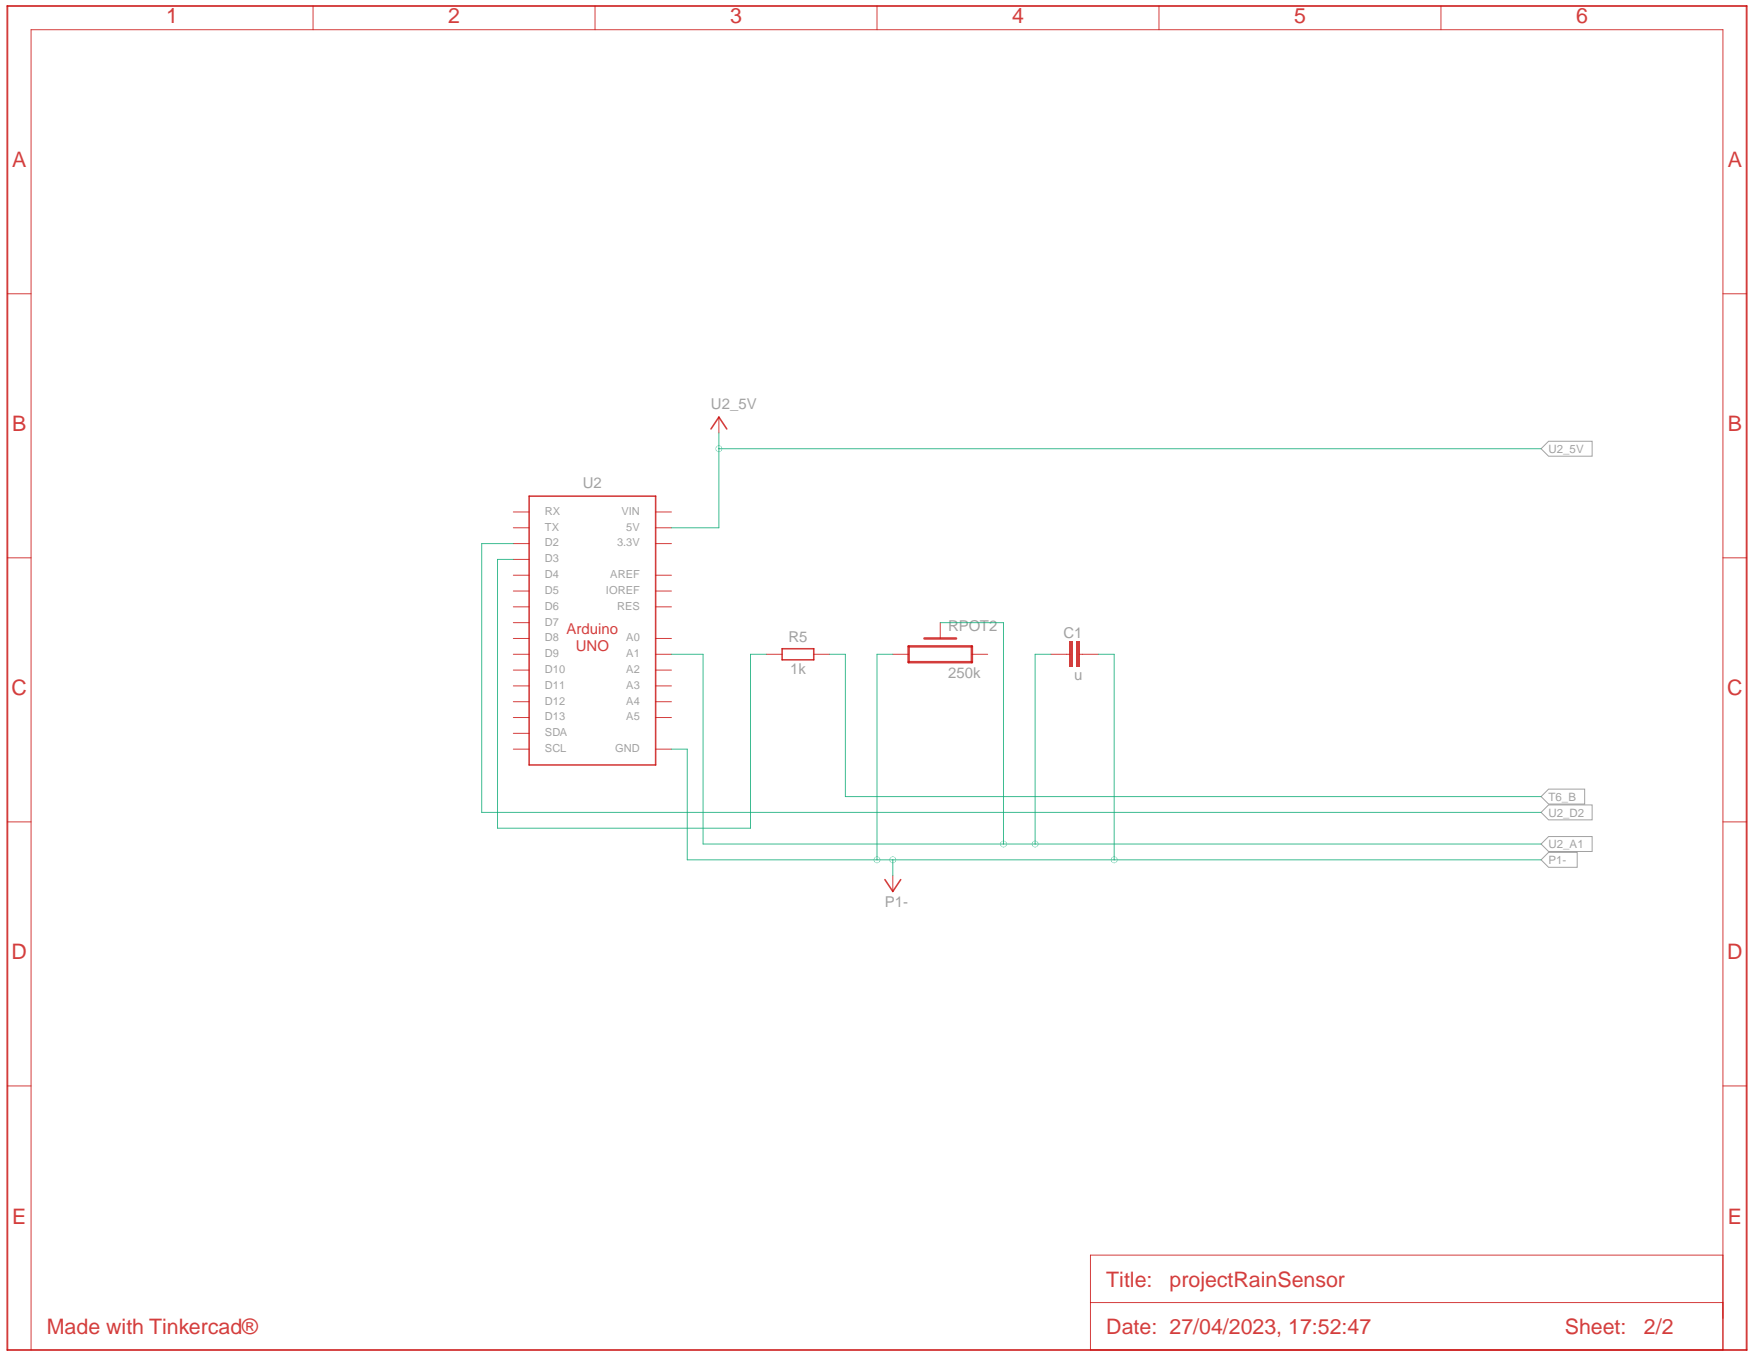 1 2 3 4 5 6
A A
U2_5V
B B
U2_5V
U2
RX VIN
TX 5V
D2 3.3V
D3
D4 AREF
D5 IOREF
D6 RES
D7
Arduino
D8 A0
UNO
D9 A1
D10 A2
D11 A3
D12 A4
D13 A5
SDA
SCL GND
R5
1k
RPOT2
250k
C1
u
C C
T6_B
U2_D2
U2_A1
P1-
P1-
D D
E E
Title: projectRainSensor
Made with Tinkercad®
Date: 27/04/2023, 17:52:47 Sheet: 2/2